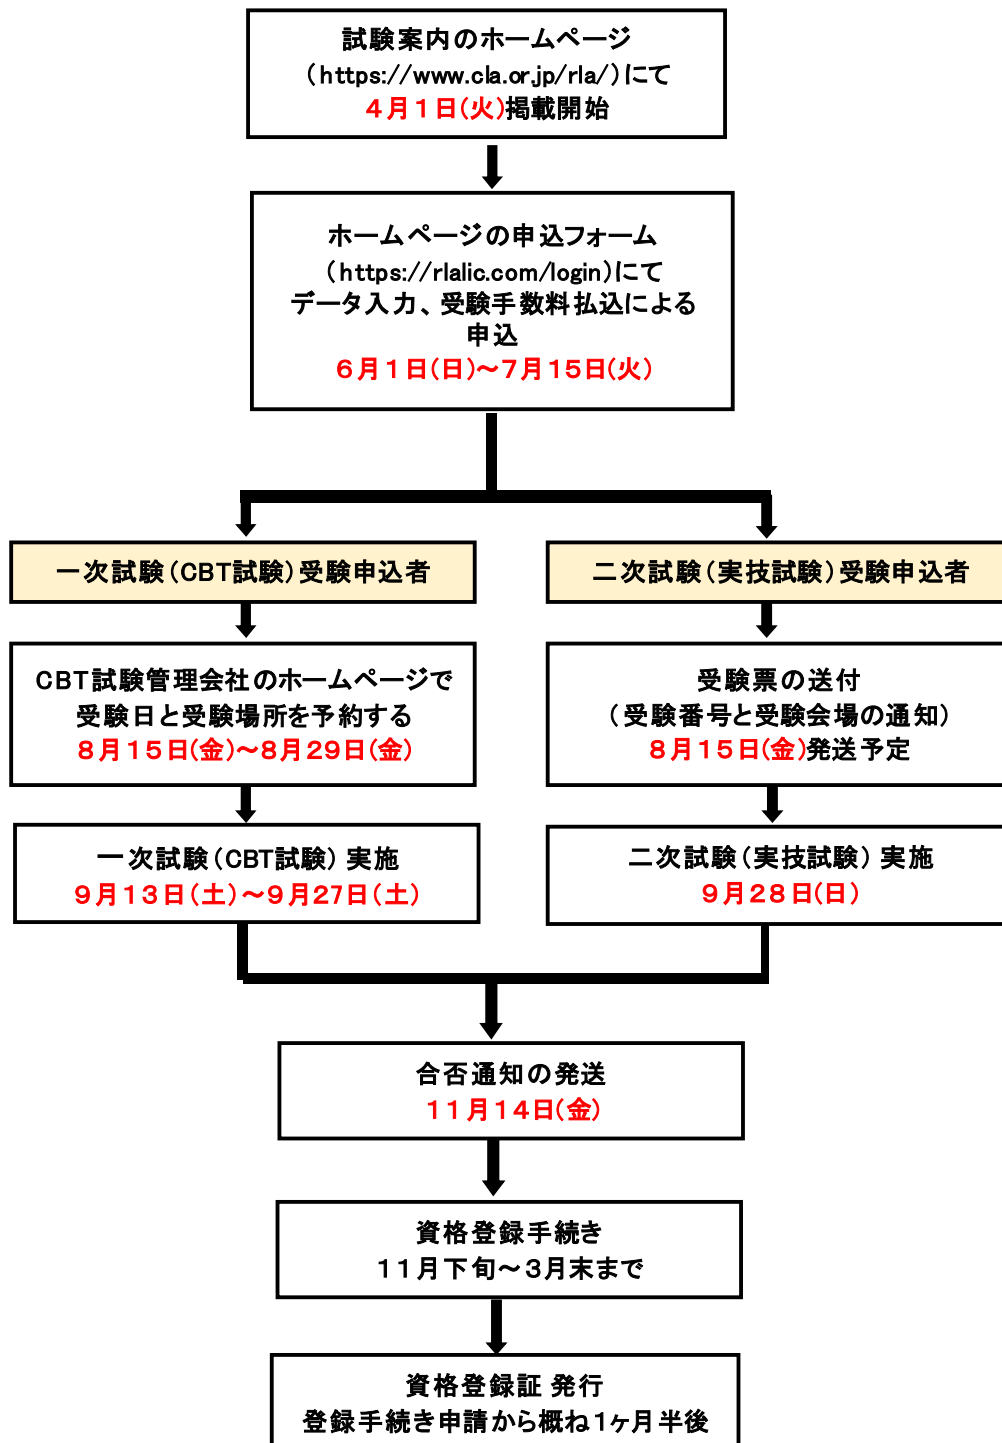 試験案内のホームページ
（https://www.cla.or.jp/rla/）にて
４月１日(火)掲載開始
ホームページの申込フォーム
（https://rlalic.com/login)にて
データ入力、受験手数料払込による
申込
６月１日(日)～７月１５日(火)
一次試験（CBT試験）受験申込者
二次試験（実技試験）受験申込者
CBT試験管理会社のホームページで
受験日と受験場所を予約する
８月１５日(金)～８月２９日(金)
受験票の送付
（受験番号と受験会場の通知）
８月１５日(金)発送予定
一次試験（CBT試験） 実施
９月１３日（土）～９月２７日（土）
二次試験（実技試験） 実施
９月２８日(日)
合否通知の発送
１１月１４日(金)
資格登録手続き
１１月下旬～３月末まで
資格登録証 発行
登録手続き申請から概ね１ヶ月半後